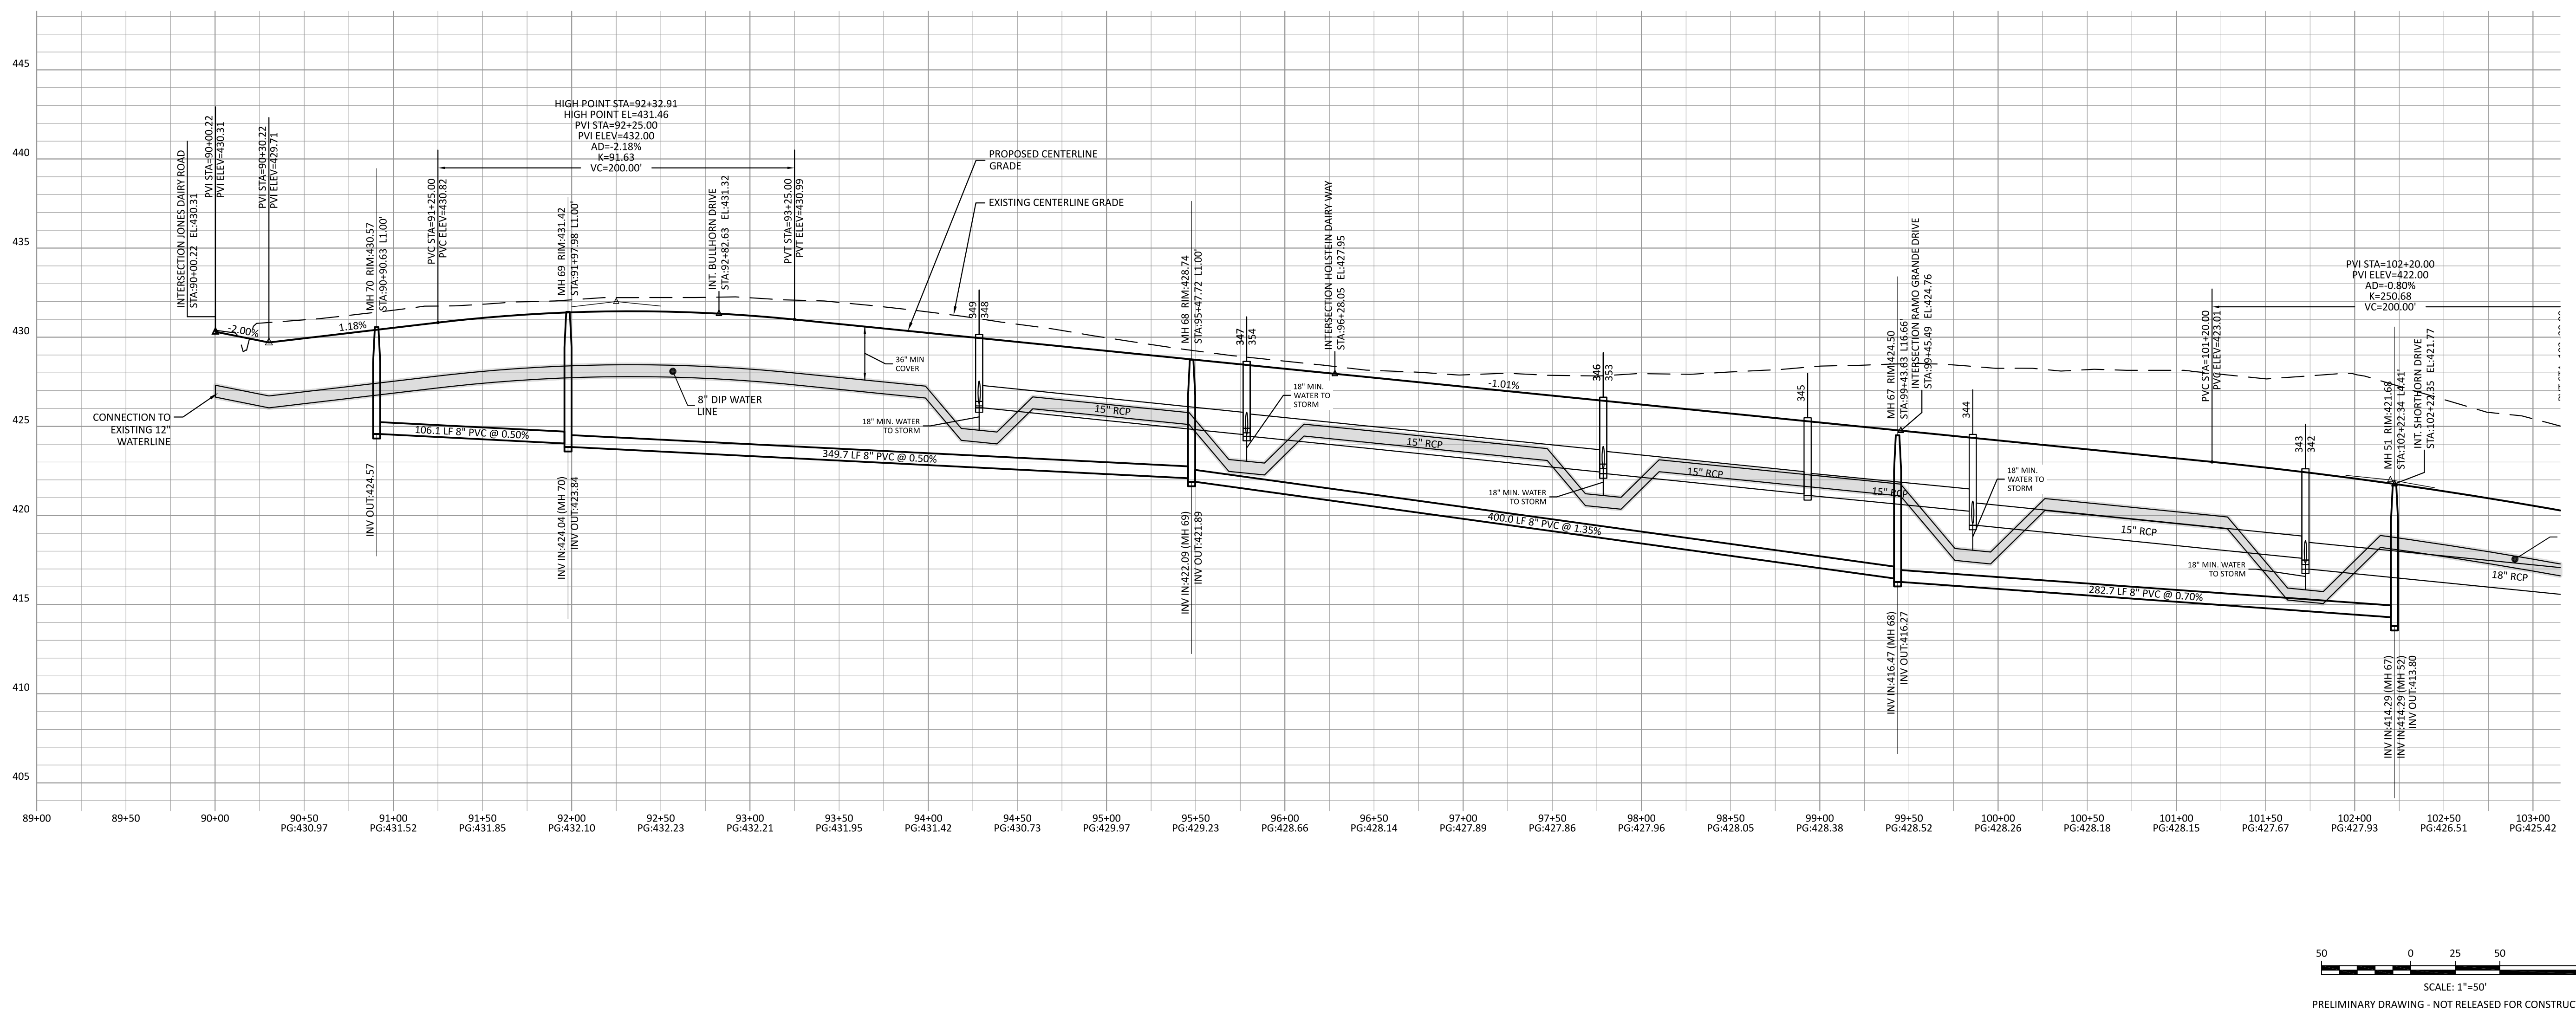 445
440
435
430
425
420
415
410
405
HIGH POINT STA=92+32.91
HIGH POINT EL=431.46
PVI STA=92+25.00
PVI ELEV=432.00
AD=-2.18%
K=91.63
VC=200.00'
INTERSECTION JONES DAIRY ROAD
STA:90+00.22 EL:430.31
PVI STA=90+00.22
PVI ELEV=430.31
PVI STA=90+30.22
PVI ELEV=429.71
MH 70 RIM:430.57
STA:90+90.63 L1.00'
PVC STA=91+25.00
PVC ELEV=430.82
MH 69 RIM:431.42
STA:91+97.98 L1.00'
INT. BULLHORN DRIVE
STA:92+82.63 EL:431.32
PVT STA=93+25.00
PVT ELEV=430.99
PROPOSED CENTERLINE
GRADE
EXISTING CENTERLINE GRADE
349
348
MH 68 RIM:428.74
STA:95+47.72 L1.00'
347
354
INTERSECTION HOLSTEIN DAIRY WAY
STA:96+28.05 EL:427.95
346
353
345
MH 67 RIM:424.50
STA:99+43.63 L16.66'
INTERSECTION RAMO GRANDE DRIVE
STA:99+45.49 EL:424.76
344
PVC STA=101+20.00
PVC ELEV=423.01
PVI STA=102+20.00
PVI ELEV=422.00
AD=-0.80%
K=250.68
VC=200.00'
343
342
MH 51 RIM:421.68
STA:102+22.34 L4.41'
INT. SHORTHORN DRIVE
STA:102+22.35 EL:421.77
-2.00%
1.18%
-1.01%
36" MIN
COVER
8" DIP WATER
LINE
CONNECTION TO
EXISTING 12"
WATERLINE
18" MIN. WATER
TO STORM
15" RCP
18" MIN.
WATER TO
STORM
15" RCP
18" MIN. WATER
TO STORM
15" RCP
15" RCP
18" MIN.
WATER TO
STORM
15" RCP
18" MIN. WATER
TO STORM
18" RCP
106.1 LF 8" PVC @ 0.50%
349.7 LF 8" PVC @ 0.50%
400.0 LF 8" PVC @ 1.35%
282.7 LF 8" PVC @ 0.70%
INV OUT:424.57
INV IN:424.04 (MH 70)
INV OUT:423.84
INV IN:422.09 (MH 69)
INV OUT:421.89
INV IN:416.47 (MH 68)
INV OUT:416.27
INV IN:414.29 (MH 67)
INV IN:414.29 (MH 52)
INV OUT:413.80
89+00
89+50
90+00
90+50
PG:430.97
91+00
PG:431.52
91+50
PG:431.85
92+00
PG:432.10
92+50
PG:432.23
93+00
PG:432.21
93+50
PG:431.95
94+00
PG:431.42
94+50
PG:430.73
95+00
PG:429.97
95+50
PG:429.23
96+00
PG:428.66
96+50
PG:428.14
97+00
PG:427.89
97+50
PG:427.86
98+00
PG:427.96
98+50
PG:428.05
99+00
PG:428.38
99+50
PG:428.52
100+00
PG:428.26
100+50
PG:428.18
101+00
PG:428.15
101+50
PG:427.67
102+00
PG:427.93
102+50
PG:426.51
103+00
PG:425.42
50 0 25 50
SCALE: 1"=50'
PRELIMINARY DRAWING - NOT RELEASED FOR CONSTRUC